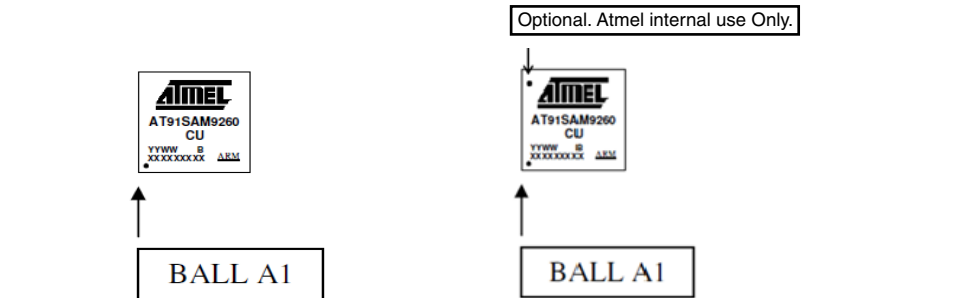 Optional. Atmel internal use Only.
ATMEL
AT91SAM9260
CU
YYWW B
XXXXXXXXX ARM
BALL A1
ATMEL
AT91SAM9260
CU
YYWW B
XXXXXXXXX ARM
BALL A1